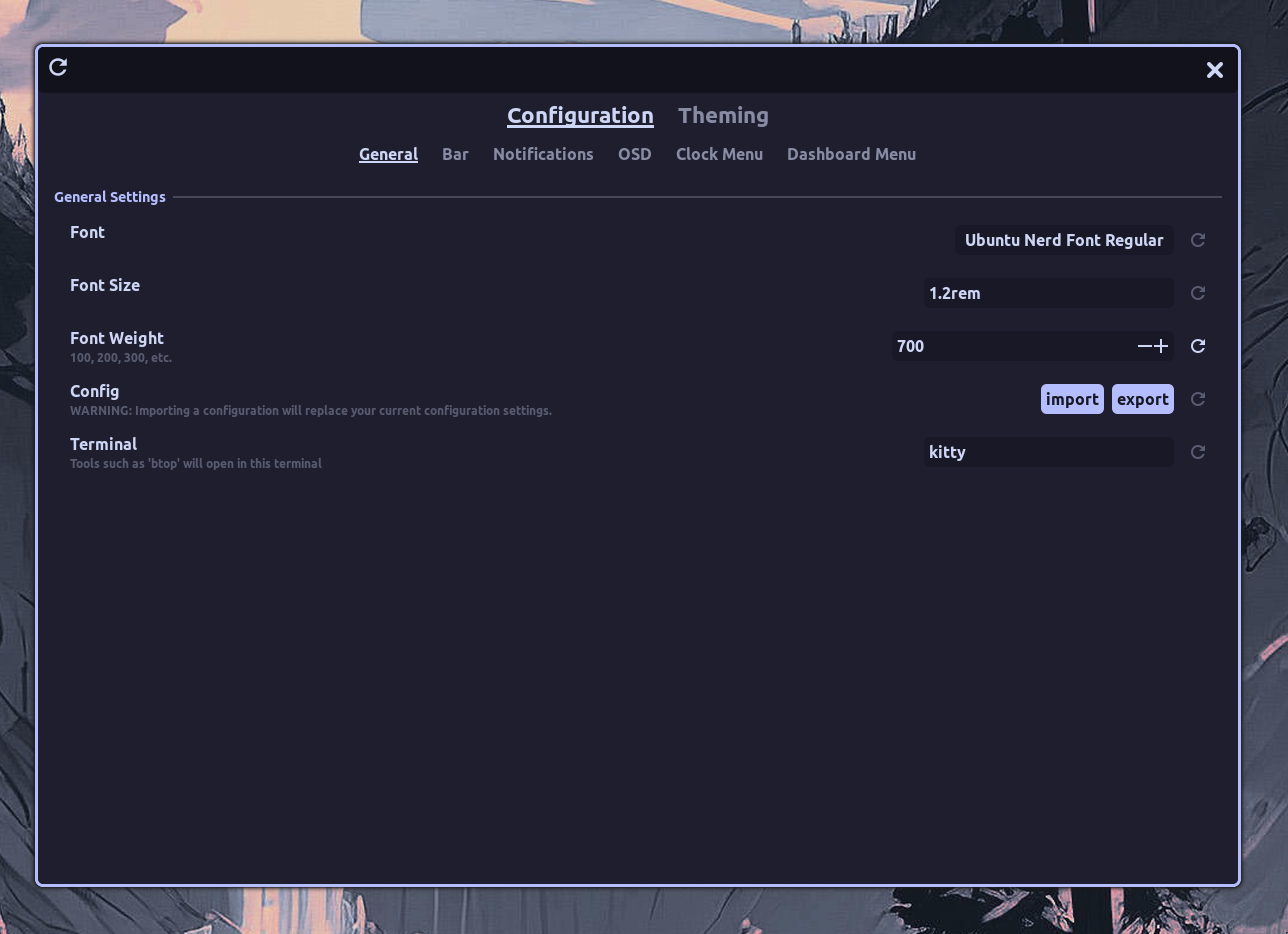 Configuration Theming
General Bar Notifications OSD Clock Menu Dashboard Menu
General Settings
Font
Ubuntu Nerd Font Regular
Font Size
1.2rem
Font Weight
100, 200, 300, etc.
700
Config
WARNING: Importing a configuration will replace your current configuration settings.
import export
Terminal
Tools such as 'btop' will open in this terminal
kitty